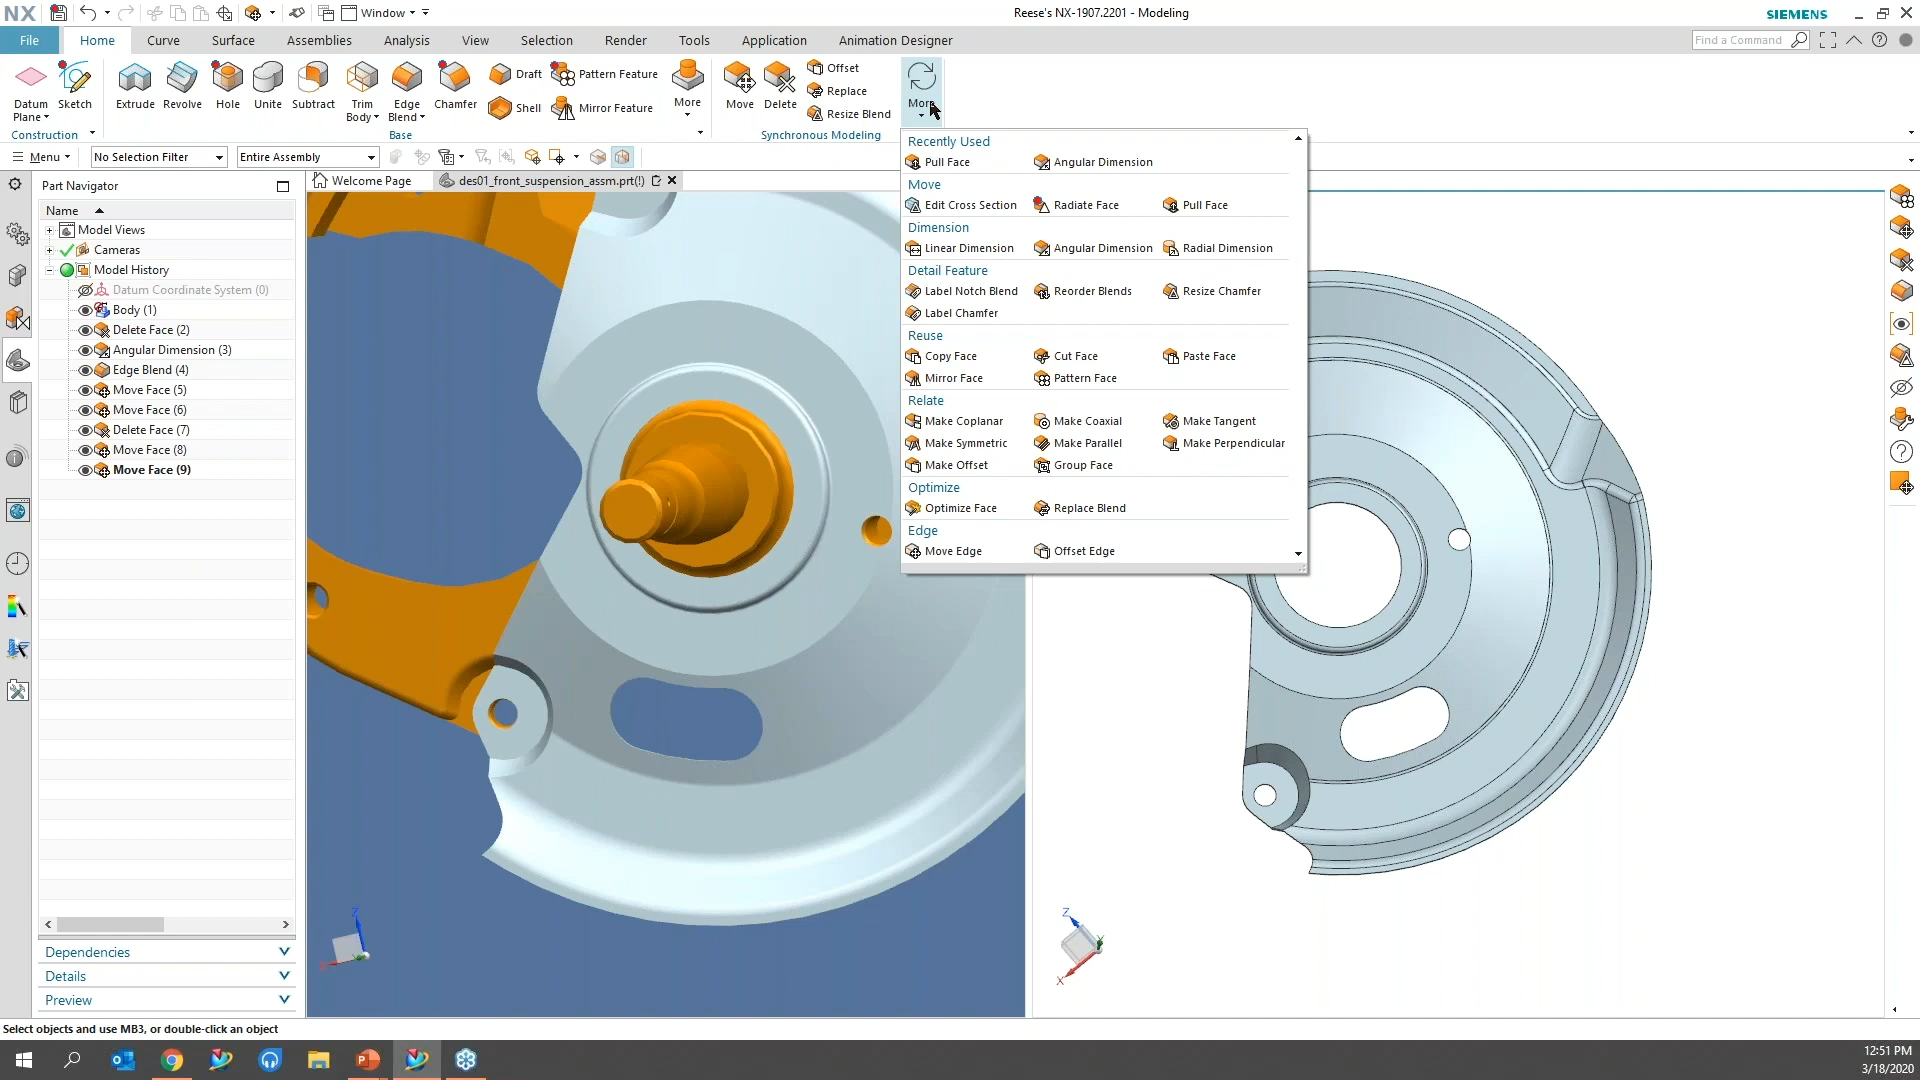 NX Window Reese's NX-1907.2201 - Modeling SIEMENS
File Home Curve Surface Assemblies Analysis View Selection Render Tools Application Animation Designer Find a Command
Datum Plane Sketch Extrude Revolve Hole Unite Subtract Trim Body Edge Blend Chamfer Draft Shell Pattern Feature Mirror Feature More Move Delete Offset Replace Resize Blend More
Construction Base Synchronous Modeling
Menu No Selection Filter Entire Assembly
Part Navigator
Welcome Page des01_front_suspension_assm.prt(!)
Name
Model Views
Cameras
Model History
Datum Coordinate System (0)
Body (1)
Delete Face (2)
Angular Dimension (3)
Edge Blend (4)
Move Face (5)
Move Face (6)
Delete Face (7)
Move Face (8)
Move Face (9)
Dependencies
Details
Preview
Recently Used
Pull Face Angular Dimension
Move
Edit Cross Section Radiate Face Pull Face
Dimension
Linear Dimension Angular Dimension Radial Dimension
Detail Feature
Label Notch Blend Reorder Blends Resize Chamfer
Label Chamfer
Reuse
Copy Face Cut Face Paste Face
Mirror Face Pattern Face
Relate
Make Coplanar Make Coaxial Make Tangent
Make Symmetric Make Parallel Make Perpendicular
Make Offset Group Face
Optimize
Optimize Face Replace Blend
Edge
Move Edge Offset Edge
Z
Z
Y
X
Select objects and use MB3, or double-click an object
12:51 PM
3/18/2020